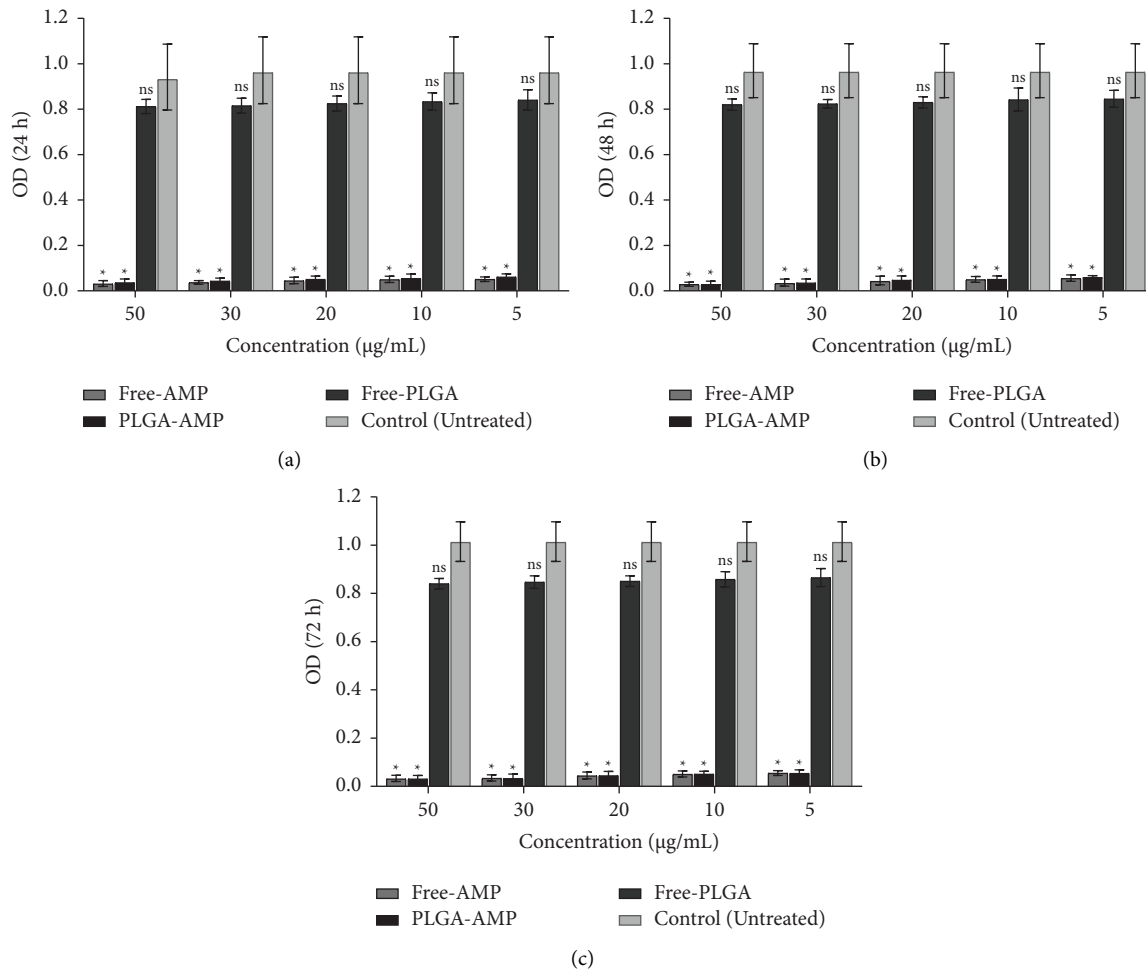 1.2
1.0
0.8
0.6
0.4
0.2
0.0
OD (24 h)
ns ns ns ns ns
* * * * * * * * * *
50 30 20 10 5
Concentration (µg/mL)
Free-AMP Free-PLGA
PLGA-AMP Control (Untreated)
(a)
1.2
1.0
0.8
0.6
0.4
0.2
0.0
OD (48 h)
ns ns ns ns ns
* * * * * * * * * *
50 30 20 10 5
Concentration (µg/mL)
Free-AMP Free-PLGA
PLGA-AMP Control (Untreated)
(b)
1.2
1.0
0.8
0.6
0.4
0.2
0.0
OD (72 h)
ns ns ns ns ns
* * * * * * * * * *
50 30 20 10 5
Concentration (µg/mL)
Free-AMP Free-PLGA
PLGA-AMP Control (Untreated)
(c)